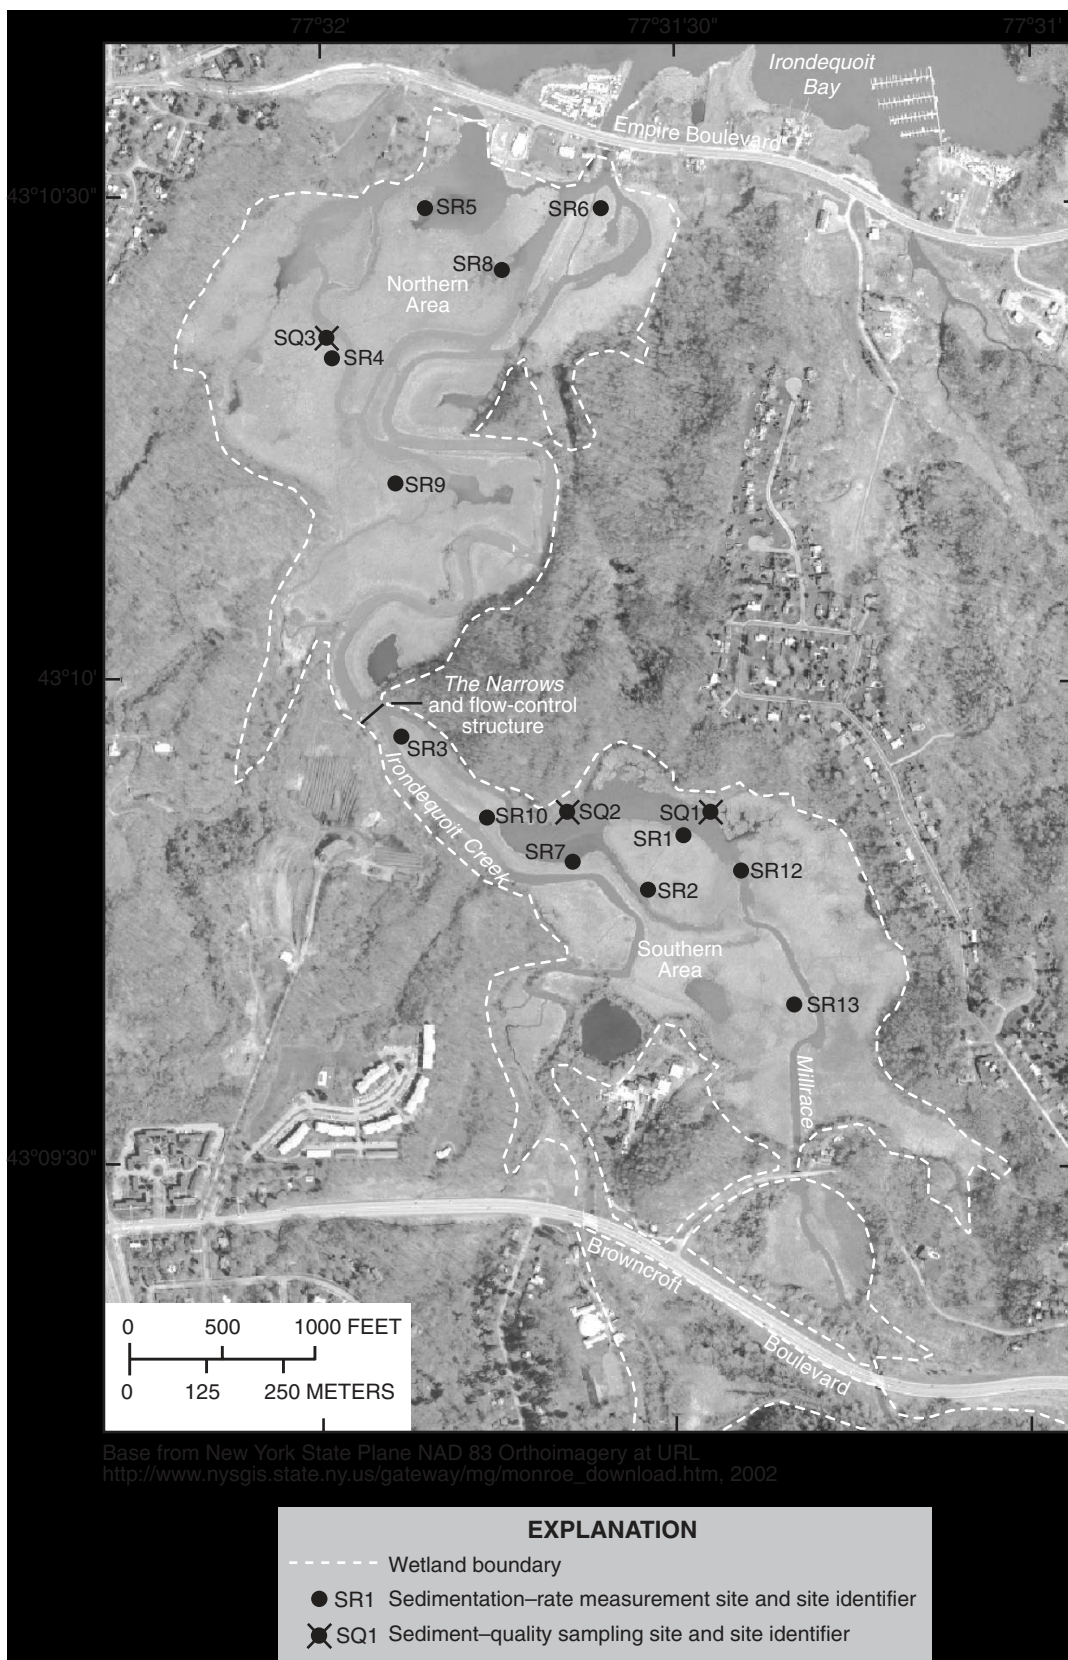 77°32'
77°31'30"
77°31'
Irondequoit
Bay
Empire Boulevard
43°10'30"
SR5
SR6
SR8
Northern
Area
SQ3
SR4
SR9
43°10'
The Narrows
and flow-control
structure
SR3
Irondequoit Creek
SR10
SQ2
SQ1
SR1
SR7
SR12
SR2
Southern
Area
SR13
Millrace
43°09'30"
Browncroft
Boulevard
0 500 1000 FEET
0 125 250 METERS
Base from New York State Plane NAD 83 Orthoimagery at URL
http://www.nysgis.state.ny.us/gateway/mg/monroe_download.htm, 2002
EXPLANATION
Wetland boundary
SR1 Sedimentation–rate measurement site and site identifier
SQ1 Sediment–quality sampling site and site identifier